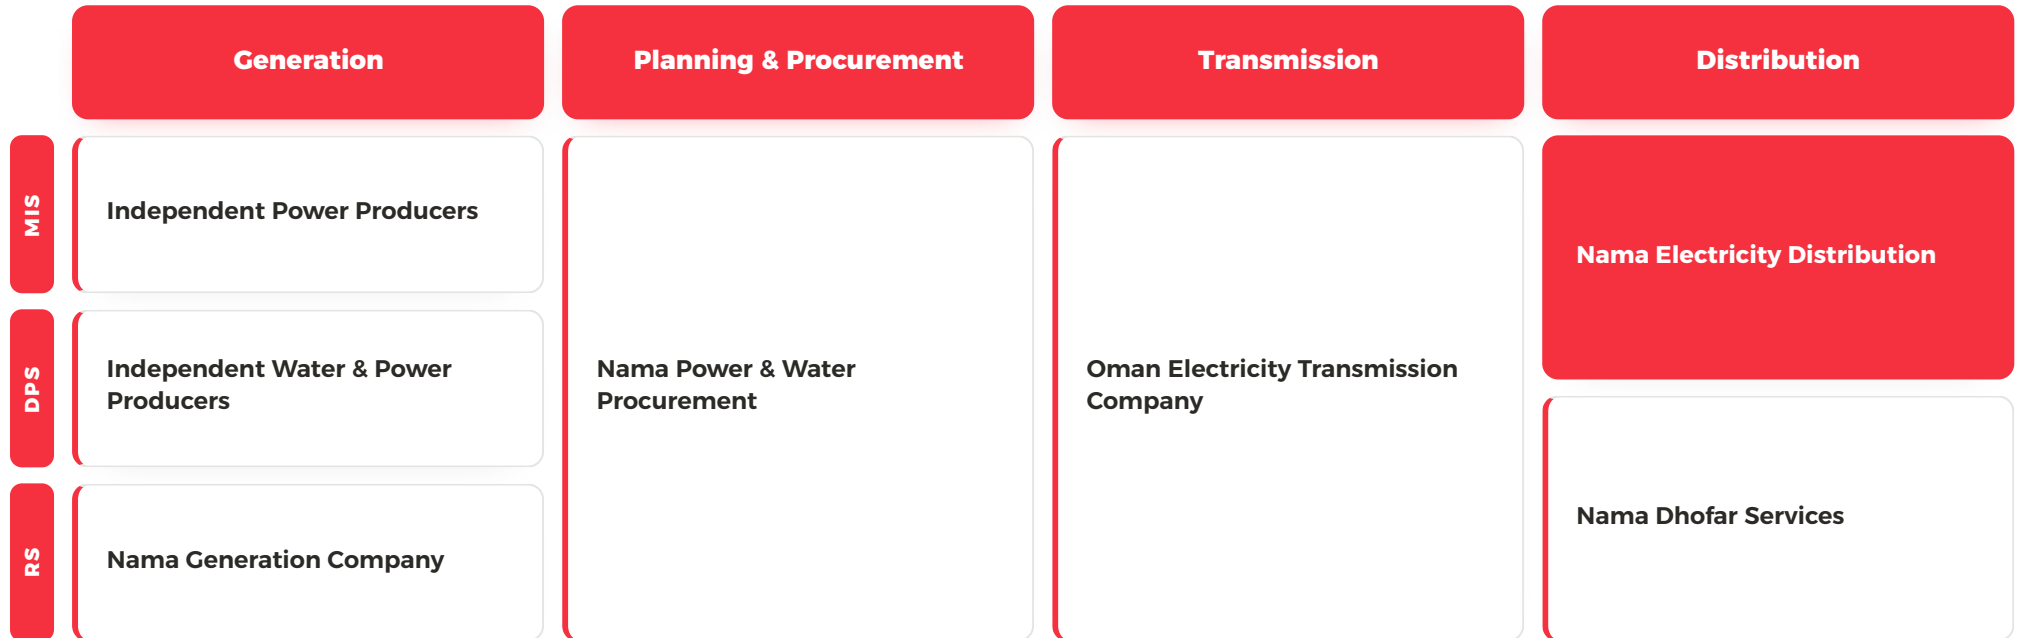 Generation
Planning & Procurement
Transmission
Distribution
MIS
Independent Power Producers
Nama Electricity Distribution
DPS
Independent Water & Power
Producers
Nama Power & Water
Procurement
Oman Electricity Transmission
Company
RS
Nama Generation Company
Nama Dhofar Services